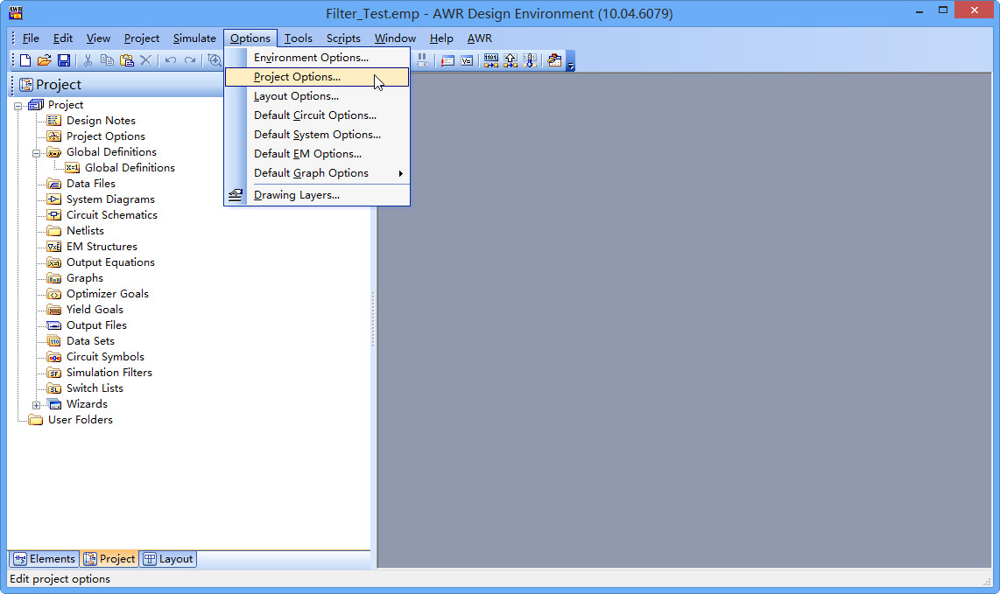 Filter_Test.emp - AWR Design Environment (10.04.6079)
File Edit View Project Simulate Options Tools Scripts Window Help AWR
Environment Options...
Project Options...
Layout Options...
Default Circuit Options...
Default System Options...
Default EM Options...
Default Graph Options
Drawing Layers...
Project
Project
Design Notes
Project Options
Global Definitions
Global Definitions
Data Files
System Diagrams
Circuit Schematics
Netlists
EM Structures
Output Equations
Graphs
Optimizer Goals
Yield Goals
Output Files
Data Sets
Circuit Symbols
Simulation Filters
Switch Lists
Wizards
User Folders
Elements Project Layout
Edit project options